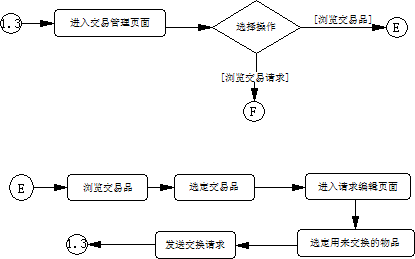 1.3
进入交易管理页面
选择操作
[浏览交易品]
E
[浏览交易请求]
F
E
浏览交易品
选定交易品
进入请求编辑页面
1.3
发送交换请求
选定用来交换的物品